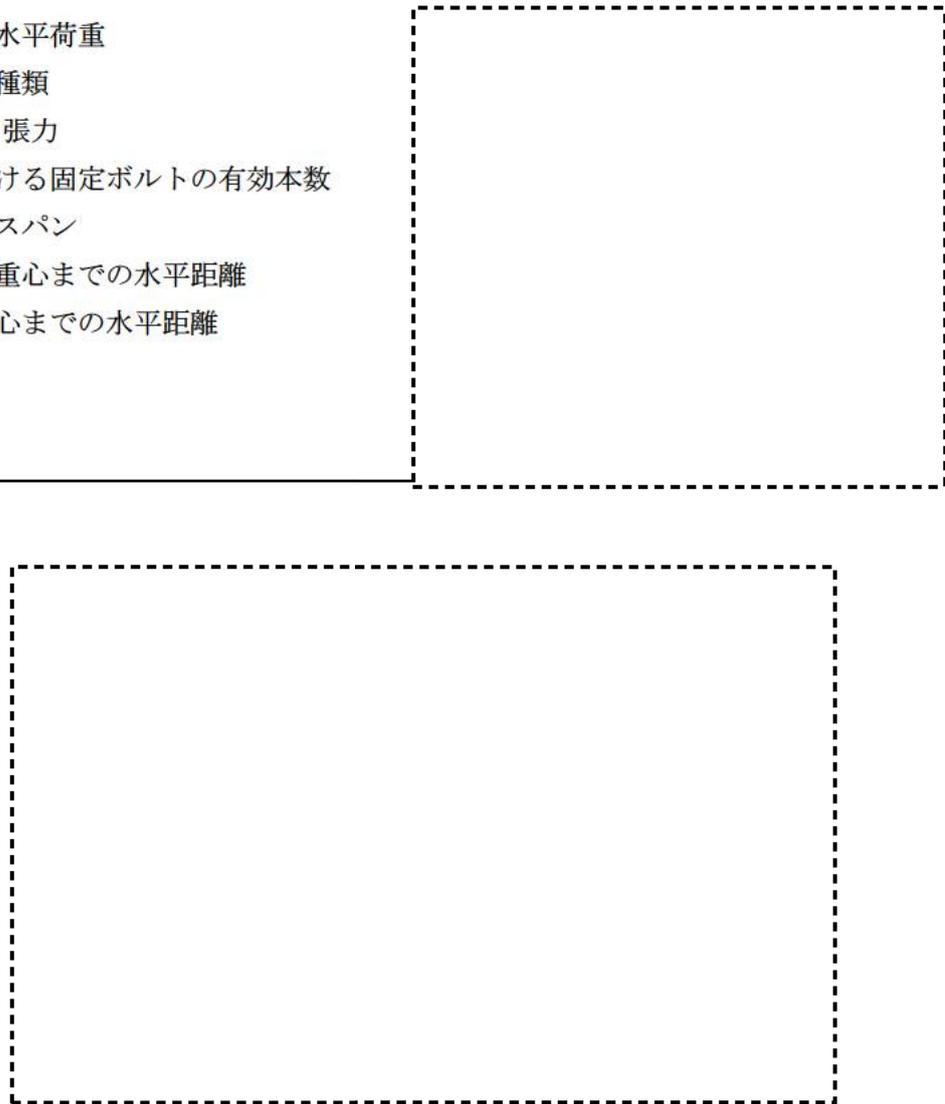 水平荷重
種類
張力
ける固定ボルトの有効本数
スパン
重心までの水平距離
心までの水平距離